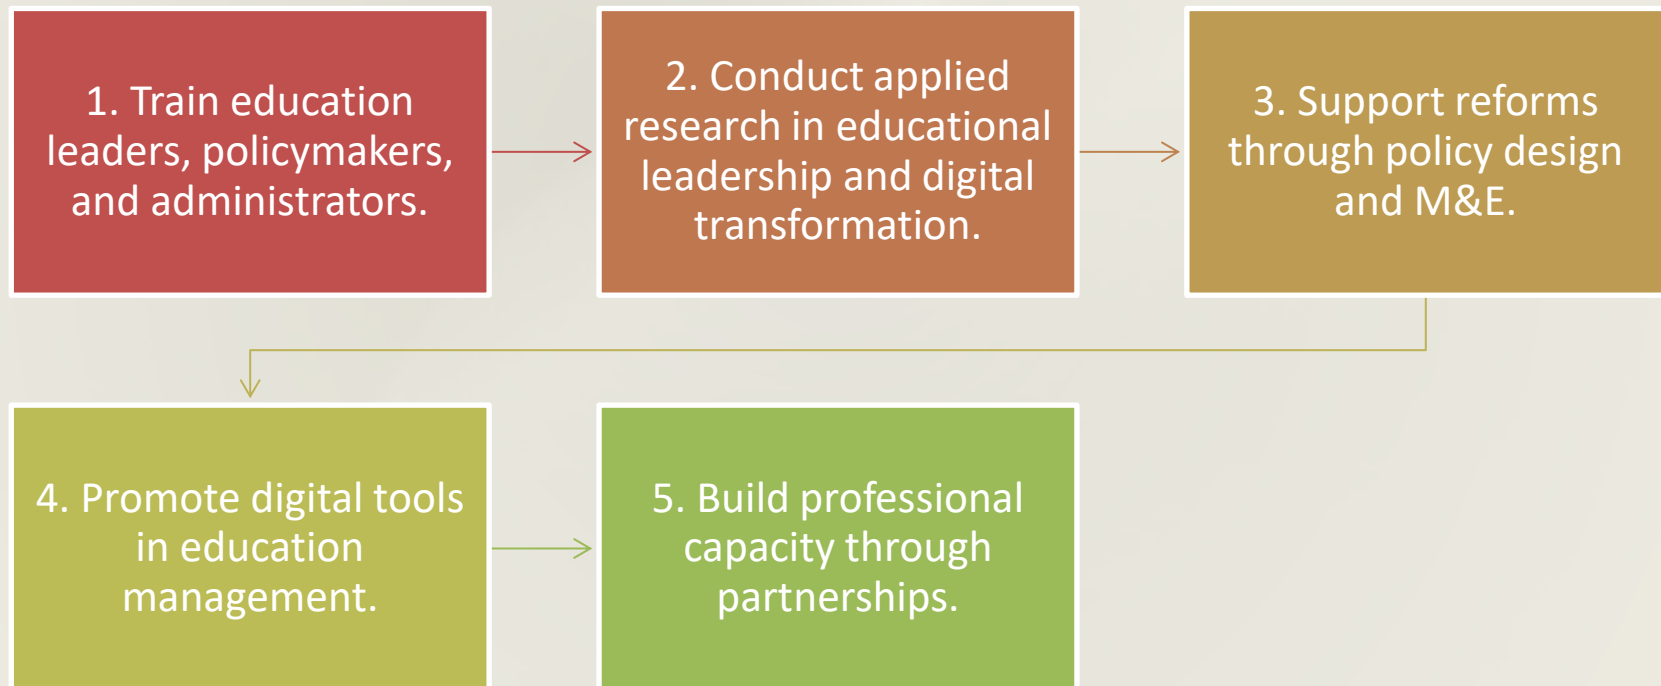 1. Train education
leaders, policymakers,
and administrators.
2. Conduct applied
research in educational
leadership and digital
transformation.
3. Support reforms
through policy design
and M&E.
4. Promote digital tools
in education
management.
5. Build professional
capacity through
partnerships.